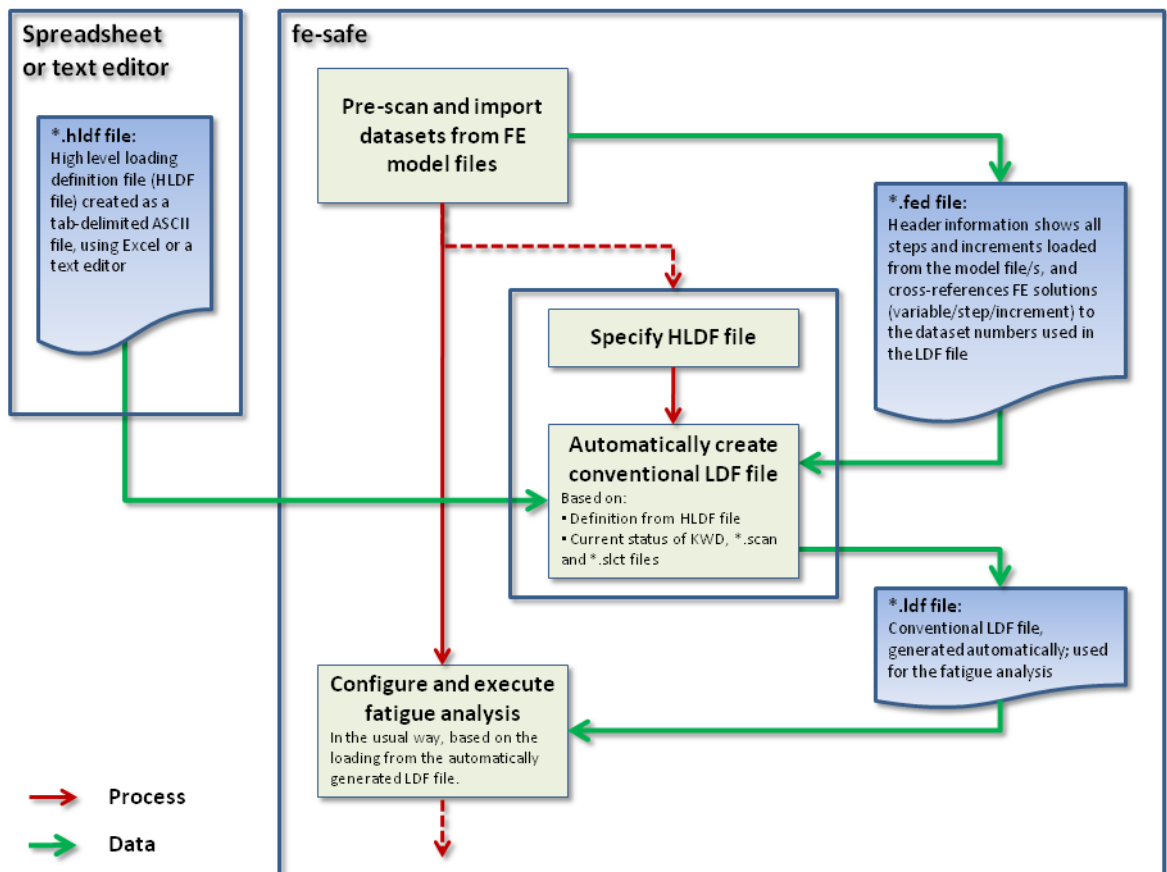 Spreadsheet
or text editor
*.hldf file:
High level loading
definition file (HLDF
file) created as a
tab-delimited ASCII
file, using Excel or a
text editor
fe-safe
Pre-scan and import
datasets from FE
model files
*.fed file:
Header information shows all
steps and increments loaded
from the model file/s, and
cross-references FE solutions
(variable/step/increment) to
the dataset numbers used in
the LDF file
Specify HLDF file
Automatically create
conventional LDF file
Based on:
▪ Definition from HLDF file
▪ Current status of KWD, *.scan
and *.slct files
*.ldf file:
Conventional LDF file,
generated automatically; used
for the fatigue analysis
Configure and execute
fatigue analysis
In the usual way, based on the
loading from the automatically
generated LDF file.
Process
Data